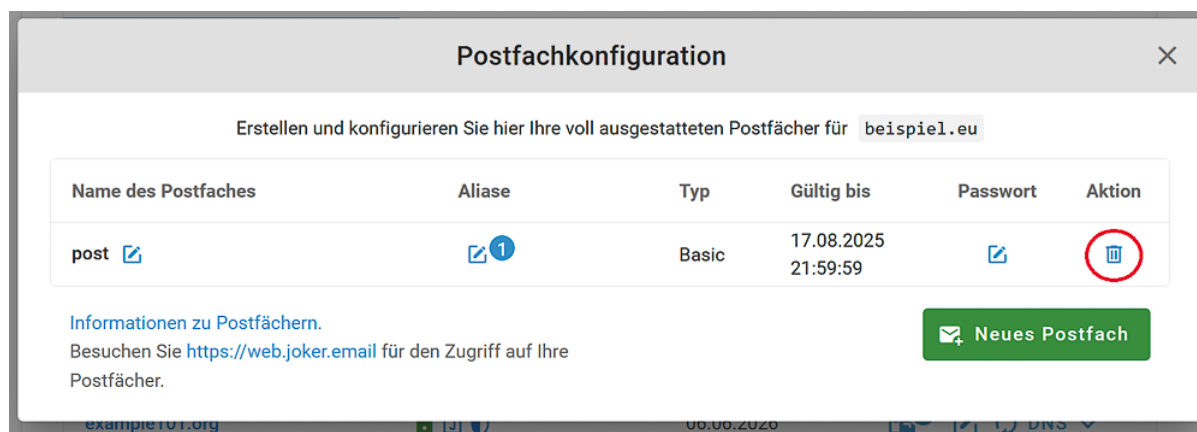 Postfachkonfiguration
Erstellen und konfigurieren Sie hier Ihre voll ausgestatteten Postfächer für beispiel.eu
Name des Postfaches Aliase Typ Gültig bis Passwort Aktion
post 1 Basic 17.08.2025
21:59:59
Informationen zu Postfächern.
Besuchen Sie https://web.joker.email für den Zugriff auf Ihre
Postfächer.
Neues Postfach
example101.org 06.06.2026 DNS